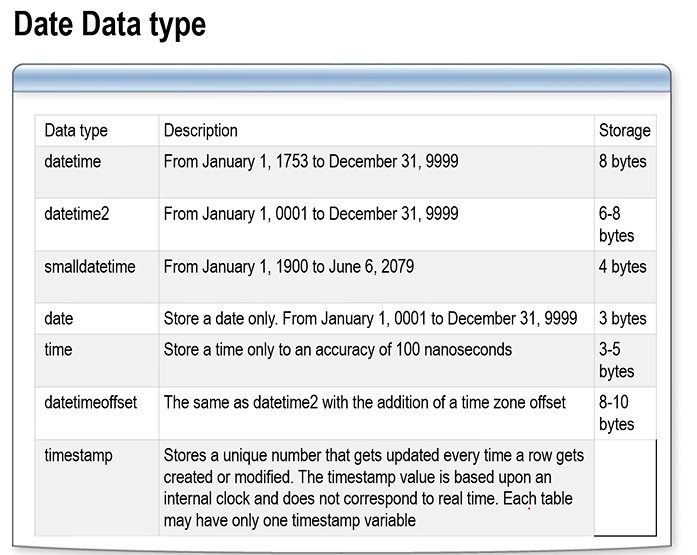 Date Data type
Data type Description Storage
datetime From January 1, 1753 to December 31, 9999 8 bytes
datetime2 From January 1, 0001 to December 31, 9999 6-8
bytes
smalldatetime From January 1, 1900 to June 6, 2079 4 bytes
date Store a date only. From January 1, 0001 to December 31, 9999 3 bytes
time Store a time only to an accuracy of 100 nanoseconds 3-5
bytes
datetimeoffset The same as datetime2 with the addition of a time zone offset 8-10
bytes
timestamp Stores a unique number that gets updated every time a row gets
created or modified. The timestamp value is based upon an
internal clock and does not correspond to real time. Each table
may have only one timestamp variable